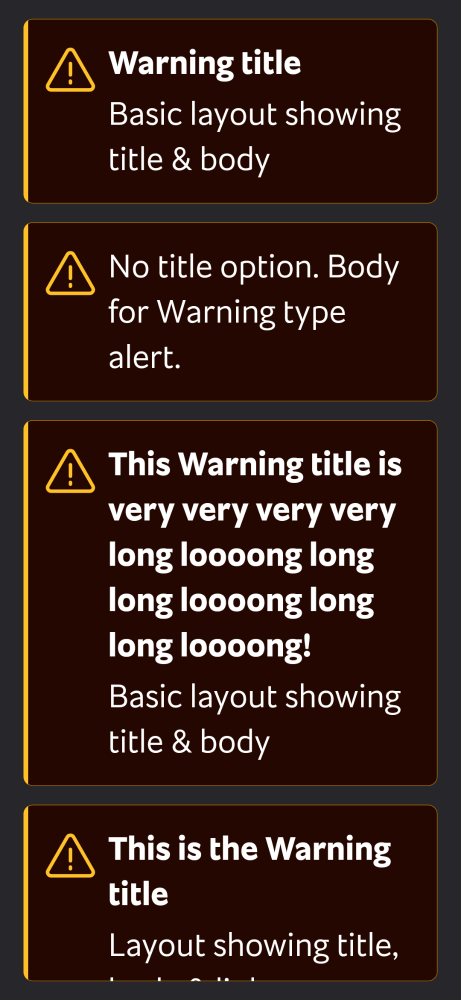 Warning title
Basic layout showing
title & body
No title option. Body
for Warning type
alert.
This Warning title is
very very very very
long loooong long
long loooong long
long loooong!
Basic layout showing
title & body
This is the Warning
title
Layout showing title,